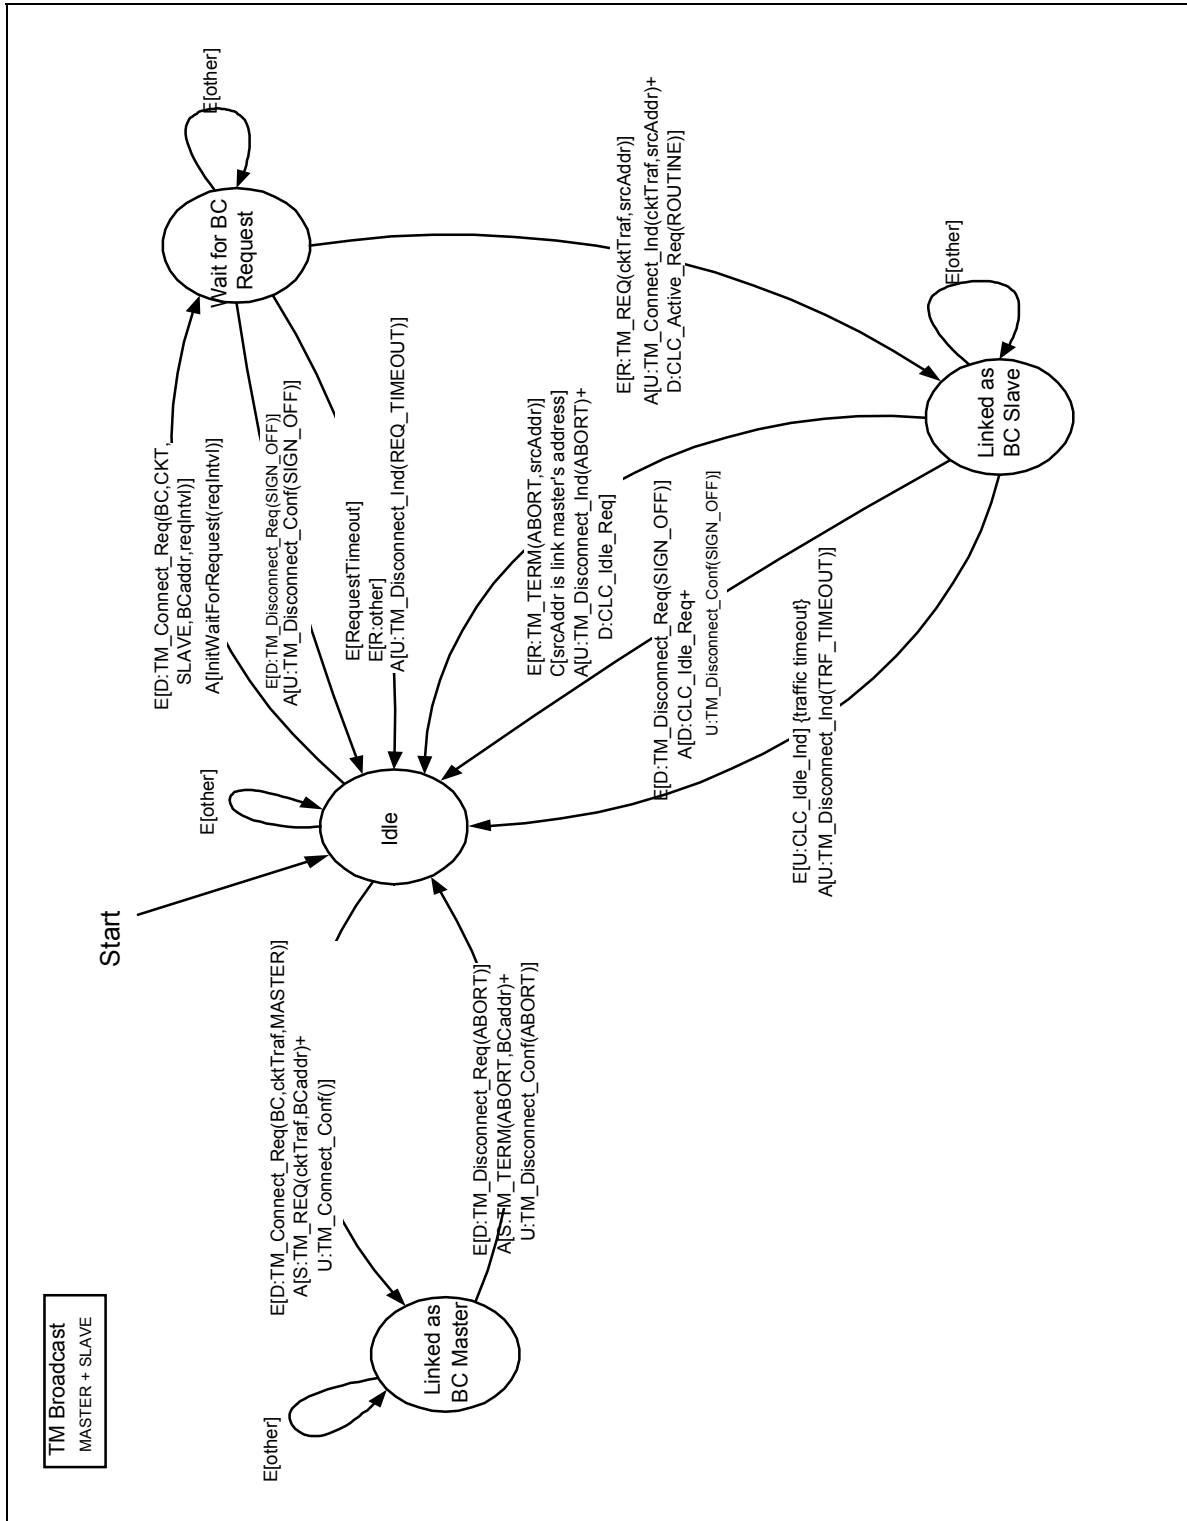 TM Broadcast
MASTER + SLAVE
E[other]
Linked as
BC Master
E[D:TM_Connect_Req(BC,cktTraf,MASTER)]
A[S:TM_REQ(cktTraf,BCaddr)+
U:TM_Connect_Conf()]
E[D:TM_Disconnect_Req(ABORT)]
A[S:TM_TERM(ABORT,BCaddr)+
U:TM_Disconnect_Conf(ABORT)]
Start
E[other]
Idle
E[D:TM_Connect_Req(BC,CKT,
SLAVE,BCaddr,reqIntvl)]
A[InitWaitForRequest(reqIntvl)]
E[D:TM_Disconnect_Req(SIGN_OFF)]
A[U:TM_Disconnect_Conf(SIGN_OFF)]
E[RequestTimeout]
E[R:other]
A[U:TM_Disconnect_Ind(REQ_TIMEOUT)]
E[R:TM_TERM(ABORT,srcAddr)]
C[srcAddr is link master's address]
A[U:TM_Disconnect_Ind(ABORT)+
D:CLC_Idle_Req]
E[D:TM_Disconnect_Req(SIGN_OFF)]
A[D:CLC_Idle_Req+
U:TM_Disconnect_Conf(SIGN_OFF)]
E[U:CLC_Idle_Ind] {traffic timeout}
A[U:TM_Disconnect_Ind(TRF_TIMEOUT)]
E[other]
Wait for BC
Request
E[R:TM_REQ(cktTraf,srcAddr)]
A[U:TM_Connect_Ind(cktTraf,srcAddr)+
D:CLC_Active_Req(ROUTINE)]
E[other]
Linked as
BC Slave